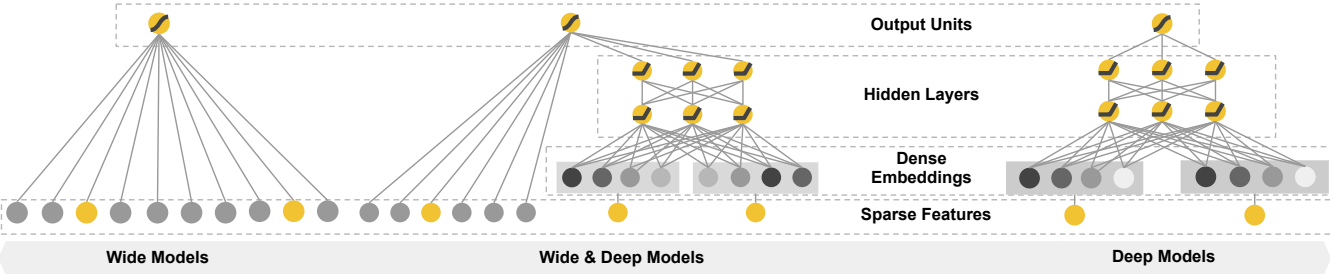 Output Units
Hidden Layers
Dense
Embeddings
Sparse Features
Wide Models
Wide & Deep Models
Deep Models